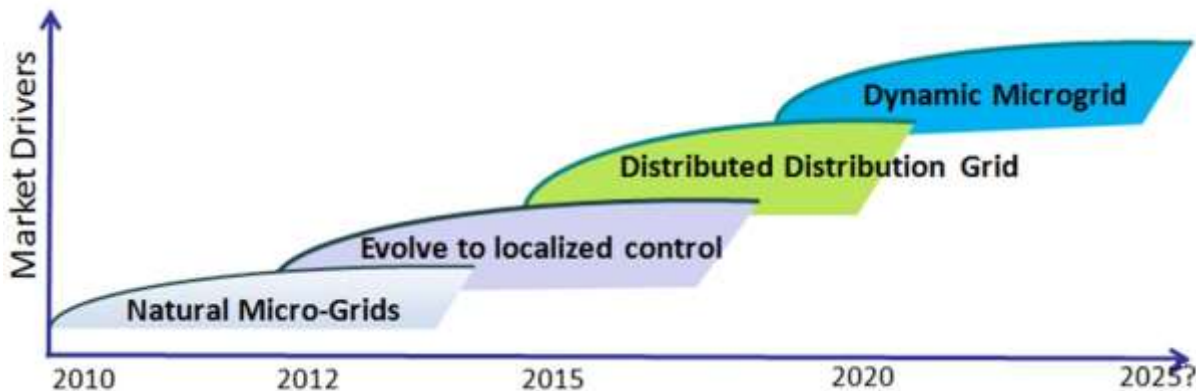 Market Drivers
Dynamic Microgrid
Distributed Distribution Grid
Evolve to localized control
Natural Micro-Grids
2010 2012 2015 2020 2025?